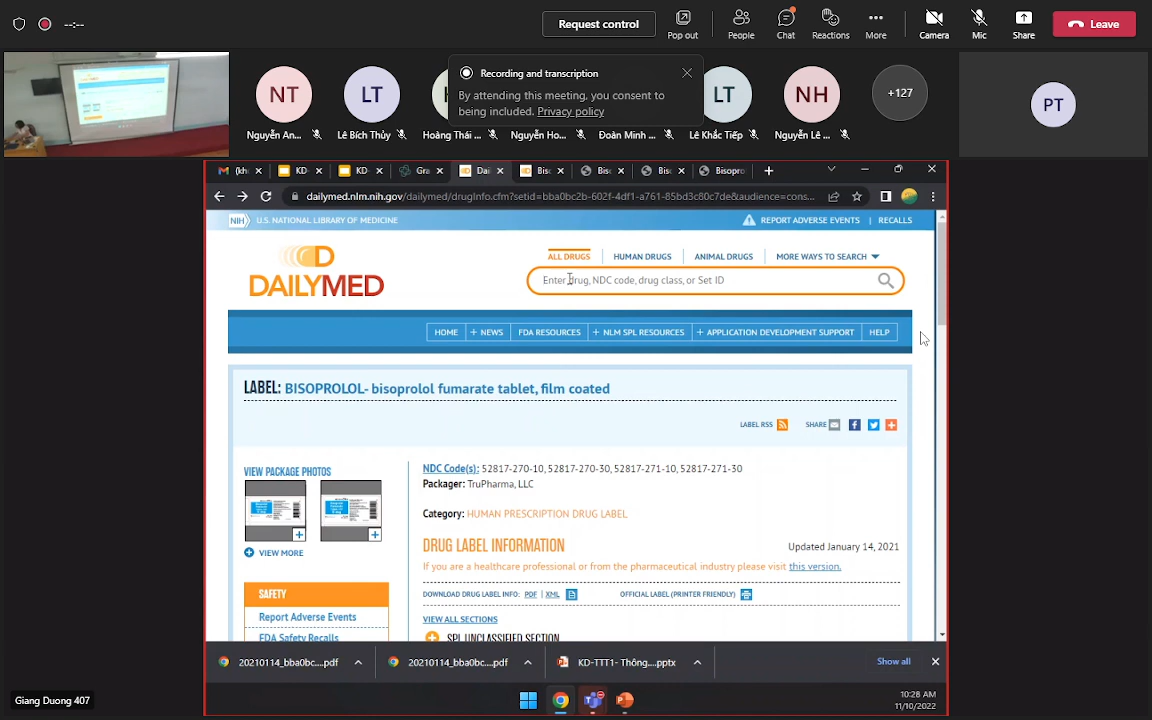 --:--
Request control
Pop out
People
Chat
Reactions
More
Camera
Mic
Share
Leave
Recording and transcription
By attending this meeting, you consent to
being included. Privacy policy
NT
LT
H
LT
NH
+127
PT
Nguyễn An...
Lê Bích Thủy
Hoàng Thái ...
Nguyễn Ho...
Đoàn Minh ...
Lê Khắc Tiếp
Nguyễn Lê ...
(kh
KD-
KD-
Gra
Dai
Biso
Bis
Bis
Bisopro
dailymed.nlm.nih.gov/dailymed/drugInfo.cfm?setid=bba0bc2b-602f-4df1-a761-85bd3c80c7de&audience=cons...
NIH U.S. NATIONAL LIBRARY OF MEDICINE
REPORT ADVERSE EVENTS | RECALLS
DAILYMED
ALL DRUGS
HUMAN DRUGS
ANIMAL DRUGS
MORE WAYS TO SEARCH
Enter drug, NDC code, drug class, or Set ID
HOME
+ NEWS
FDA RESOURCES
+ NLM SPL RESOURCES
+ APPLICATION DEVELOPMENT SUPPORT
HELP
LABEL: BISOPROLOL- bisoprolol fumarate tablet, film coated
LABEL RSS
SHARE
VIEW PACKAGE PHOTOS
VIEW MORE
NDC Code(s): 52817-270-10, 52817-270-30, 52817-271-10, 52817-271-30
Packager: TruPharma, LLC
Category: HUMAN PRESCRIPTION DRUG LABEL
DRUG LABEL INFORMATION
Updated January 14, 2021
If you are a healthcare professional or from the pharmaceutical industry please visit this version.
DOWNLOAD DRUG LABEL INFO: PDF | XML
OFFICIAL LABEL (PRINTER FRIENDLY)
VIEW ALL SECTIONS
SPL UNCLASSIFIED SECTION
SAFETY
Report Adverse Events
FDA Safety Recalls
20210114_bba0bc....pdf
20210114_bba0bc....pdf
KD-TTT1- Thông....pptx
Show all
10:28 AM
11/10/2022
Giang Duong 407